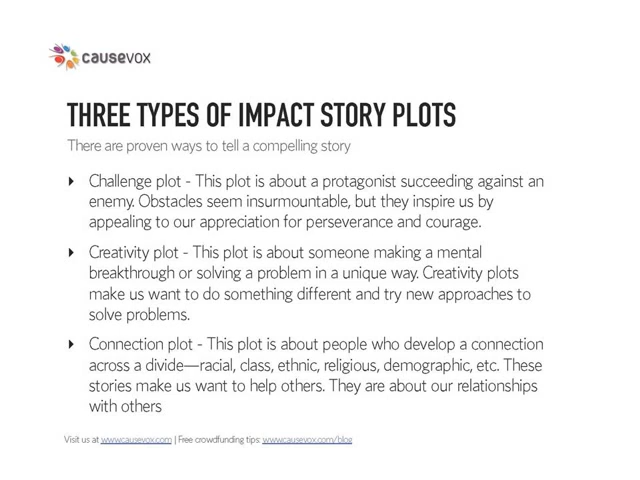 causevox
THREE TYPES OF IMPACT STORY PLOTS
There are proven ways to tell a compelling story
‣ Challenge plot - This plot is about a protagonist succeeding against an
enemy. Obstacles seem insurmountable, but they inspire us by
appealing to our appreciation for perseverance and courage.
‣ Creativity plot - This plot is about someone making a mental
breakthrough or solving a problem in a unique way. Creativity plots
make us want to do something different and try new approaches to
solve problems.
‣ Connection plot - This plot is about people who develop a connection
across a divide—racial, class, ethnic, religious, demographic, etc. These
stories make us want to help others. They are about our relationships
with others
Visit us at www.causevox.com | Free crowdfunding tips: www.causevox.com/blog